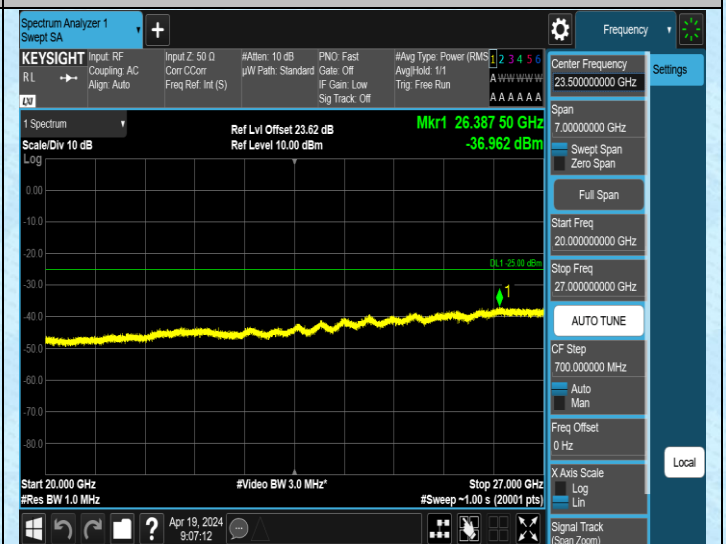 Spectrum Analyzer 1
Swept SA
Frequency
KEYSIGHT
R L
LXI
Input: RF
Coupling: AC
Align: Auto
Input Z: 50 Ω
Corr CCorr
Freq Ref: Int (S)
#Atten: 10 dB
µW Path: Standard
PNO: Fast
Gate: Off
IF Gain: Low
Sig Track: Off
#Avg Type: Power (RMS
Avg|Hold: 1/1
Trig: Free Run
1 2 3 4 5 6
A W W W W W
A A A A A A
1 Spectrum
Scale/Div 10 dB
Log
Ref Lvl Offset 23.62 dB
Ref Level 10.00 dBm
Mkr1 26.387 50 GHz
-36.962 dBm
0.00
-10.0
-20.0
-30.0
-40.0
-50.0
-60.0
-70.0
-80.0
DL1 -25.00 dBm
1
Start 20.000 GHz
#Res BW 1.0 MHz
#Video BW 3.0 MHz*
Stop 27.000 GHz
#Sweep ~1.00 s (20001 pts)
Center Frequency
23.500000000 GHz
Settings
Span
7.00000000 GHz
Swept Span
Zero Span
Full Span
Start Freq
20.000000000 GHz
Stop Freq
27.000000000 GHz
AUTO TUNE
CF Step
700.000000 MHz
Auto
Man
Freq Offset
0 Hz
X Axis Scale
Log
Lin
Local
Signal Track
(Span Zoom)
?
Apr 19, 2024
9:07:12